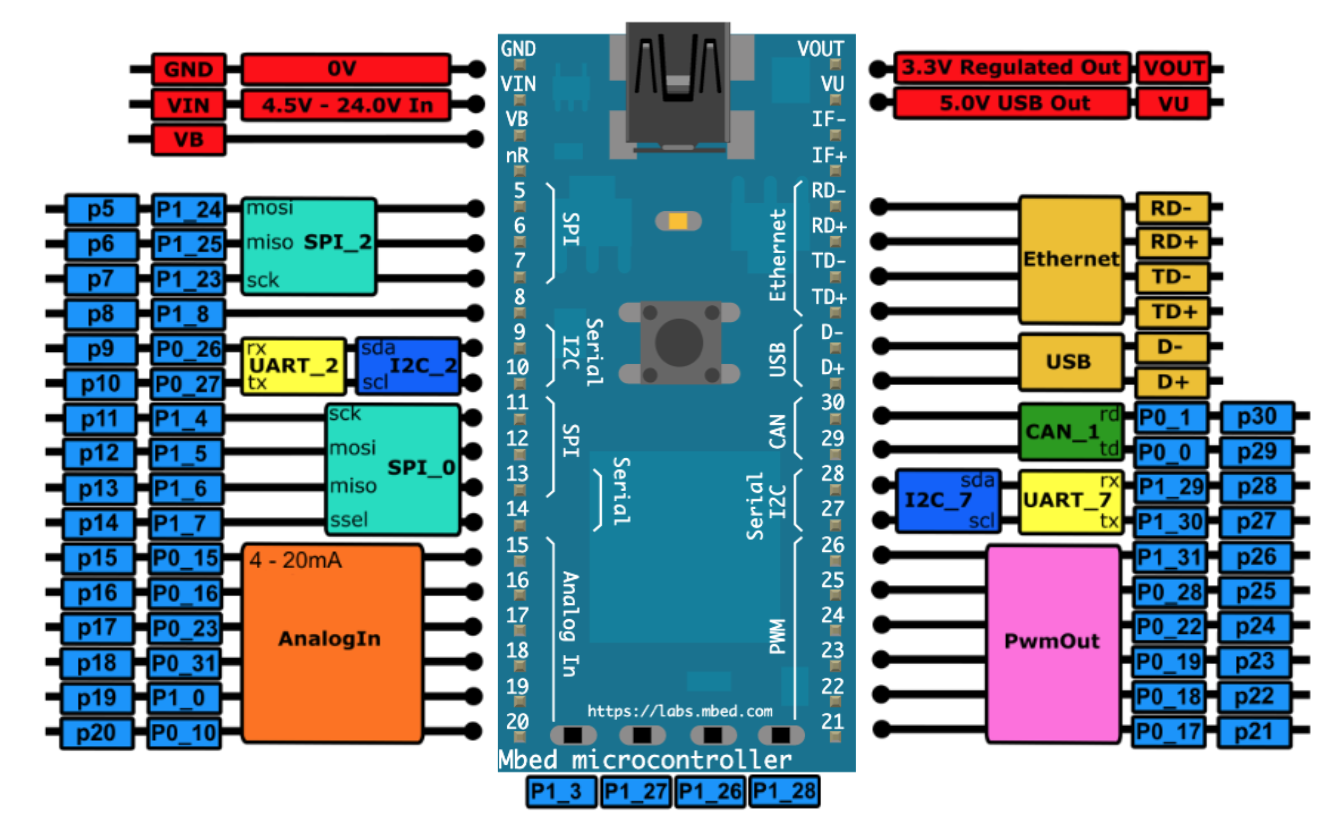 GND 0V
VIN 4.5V - 24.0V In
VB
p5 P1_24 mosi
p6 P1_25 miso SPI_2
p7 P1_23 sck
p8 P1_8
p9 P0_26 rx UART_2 sda I2C_2
p10 P0_27 tx scl
p11 P1_4 sck
p12 P1_5 mosi SPI_0
p13 P1_6 miso
p14 P1_7 ssel
p15 P0_15 4 - 20mA
p16 P0_16
p17 P0_23 AnalogIn
p18 P0_31
p19 P1_0
p20 P0_10
GND
VIN
VB
nR
5
6
7
8
9
10
11
12
13
14
15
16
17
18
19
20
SPI
Serial
I2C
SPI
Serial
Analog In
VOUT
VU
IF-
IF+
RD-
RD+
TD-
TD+
D-
D+
30
29
28
27
26
25
24
23
22
21
Ethernet
USB
CAN
Serial
I2C
PWM
https://labs.mbed.com
Mbed microcontroller
P1_3 P1_27 P1_26 P1_28
3.3V Regulated Out VOUT
5.0V USB Out VU
Ethernet RD-
RD+
TD-
TD+
USB D-
D+
CAN_1 rd P0_1 p30
td P0_0 p29
I2C_7 sda UART_7 rx P1_29 p28
scl tx P1_30 p27
P1_31 p26
P0_28 p25
PwmOut P0_22 p24
P0_19 p23
P0_18 p22
P0_17 p21